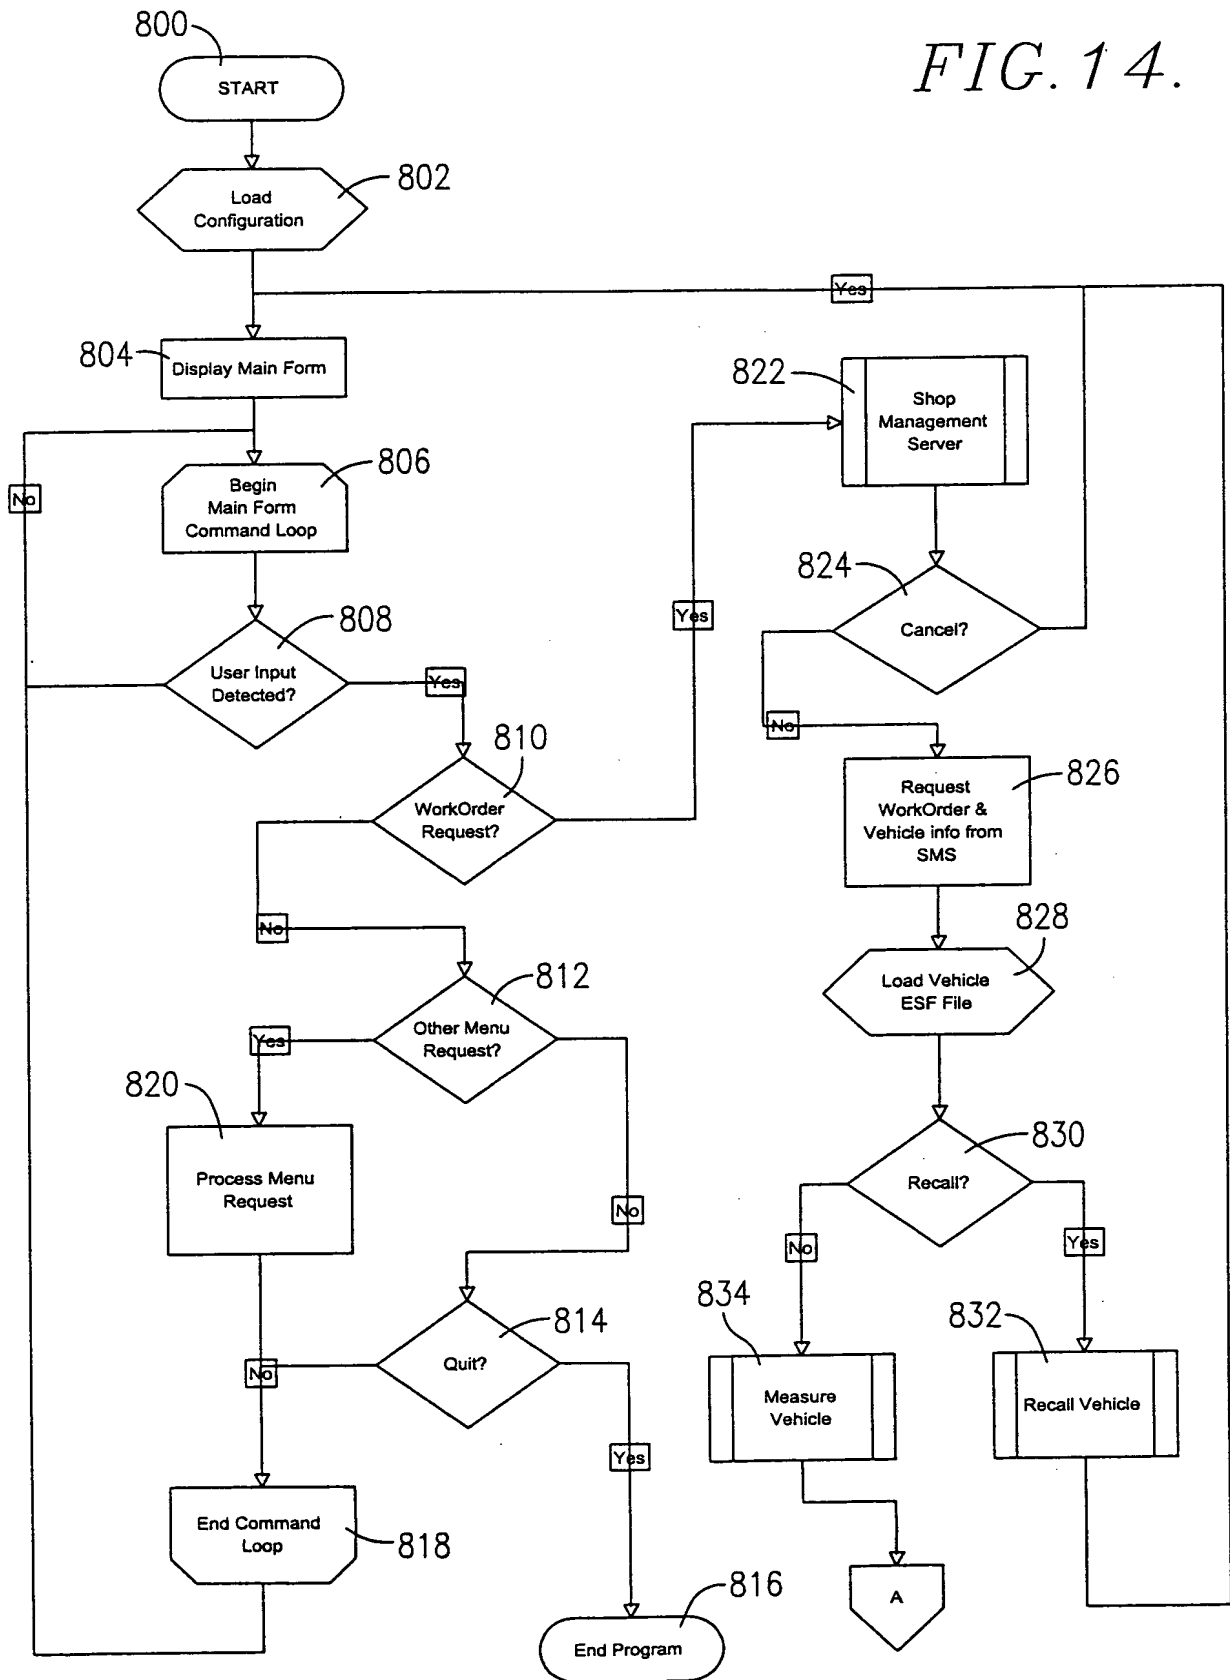 FIG. 14.
800
START
802
Load
Configuration
Yes
804
Display Main Form
822
Shop
Management
Server
No
806
Begin
Main Form
Command Loop
824
Cancel?
Yes
808
User Input
Detected?
Yes
No
810
WorkOrder
Request?
826
Request
WorkOrder &
Vehicle info from
SMS
No
828
Load Vehicle
ESF File
812
Other Menu
Request?
Yes
820
Process Menu
Request
No
830
Recall?
No
Yes
814
Quit?
No
834
Measure
Vehicle
832
Recall Vehicle
Yes
End Command
Loop
818
A
816
End Program